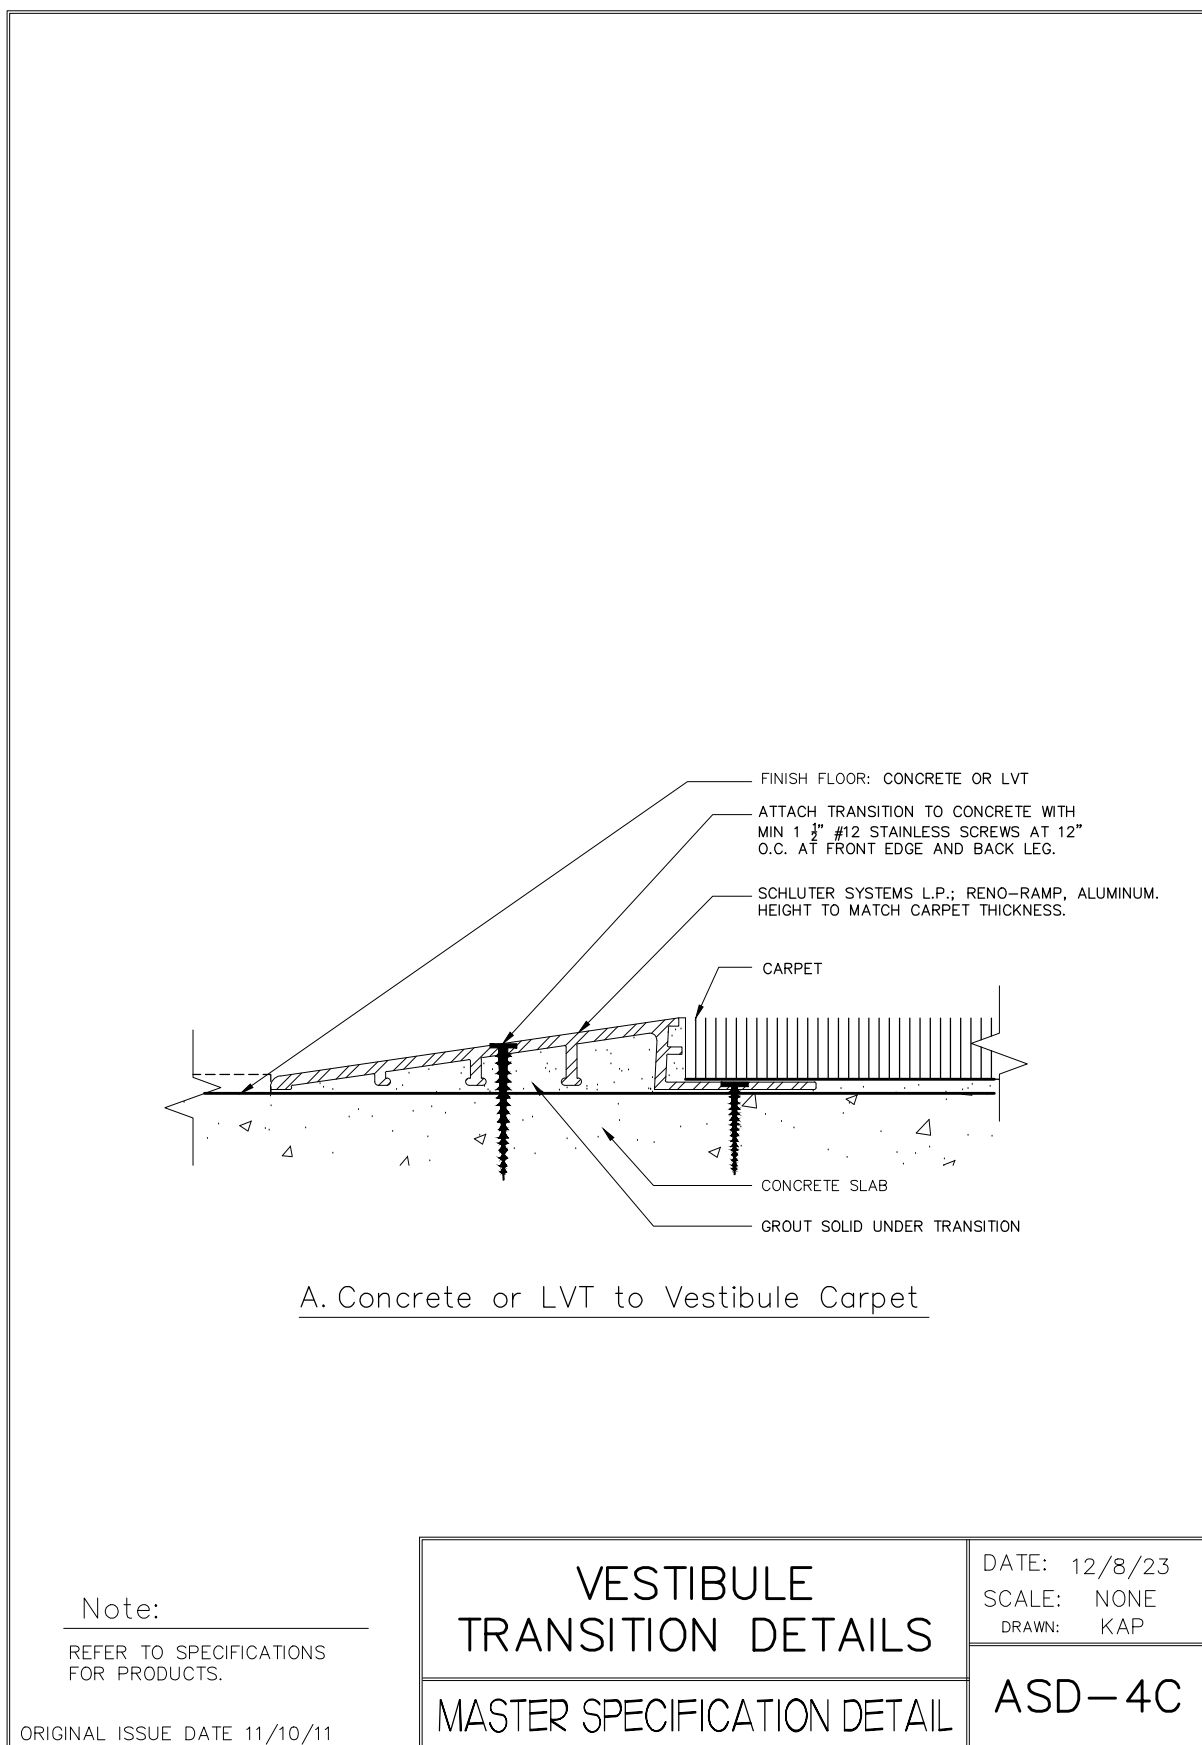 FINISH FLOOR: CONCRETE OR LVT
ATTACH TRANSITION TO CONCRETE WITH
MIN 1 1/2" #12 STAINLESS SCREWS AT 12"
O.C. AT FRONT EDGE AND BACK LEG.
SCHLUTER SYSTEMS L.P.; RENO-RAMP, ALUMINUM.
HEIGHT TO MATCH CARPET THICKNESS.
CARPET
CONCRETE SLAB
GROUT SOLID UNDER TRANSITION
A. Concrete or LVT to Vestibule Carpet
Note:
REFER TO SPECIFICATIONS
FOR PRODUCTS.
ORIGINAL ISSUE DATE 11/10/11
VESTIBULE
TRANSITION DETAILS
MASTER SPECIFICATION DETAIL
DATE: 12/8/23
SCALE: NONE
DRAWN: KAP
ASD-4C